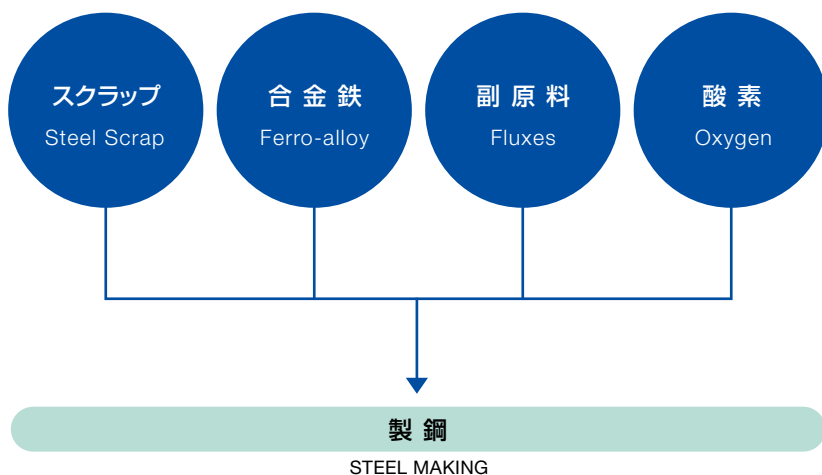 スクラップ
Steel Scrap
合金鉄
Ferro-alloy
副原料
Fluxes
酸素
Oxygen
製鋼
STEEL MAKING